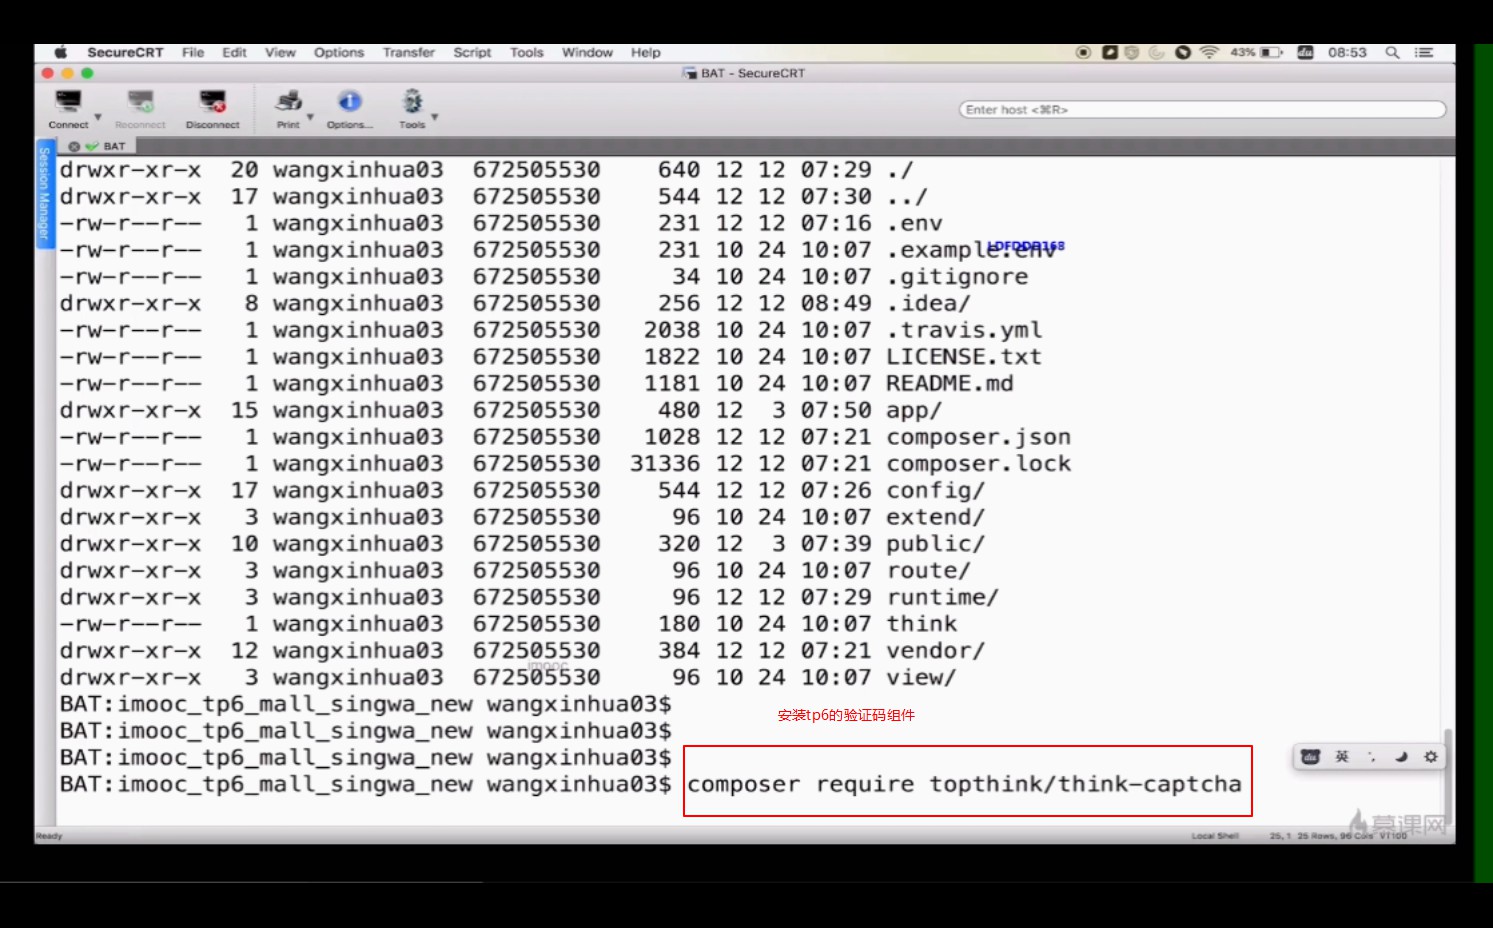 SecureCRT File Edit View Options Transfer Script Tools Window Help 43% 08:53
BAT - SecureCRT
Connect Reconnect Disconnect Print Options... Tools Enter host <⌘R>
BAT
Session Manager
drwxr-xr-x 20 wangxinhua03 672505530 640 12 12 07:29 ./
drwxr-xr-x 17 wangxinhua03 672505530 544 12 12 07:30 ../
-rw-r--r-- 1 wangxinhua03 672505530 231 12 12 07:16 .env
-rw-r--r-- 1 wangxinhua03 672505530 231 10 24 10:07 .example.env
-rw-r--r-- 1 wangxinhua03 672505530 34 10 24 10:07 .gitignore
drwxr-xr-x 8 wangxinhua03 672505530 256 12 12 08:49 .idea/
-rw-r--r-- 1 wangxinhua03 672505530 2038 10 24 10:07 .travis.yml
-rw-r--r-- 1 wangxinhua03 672505530 1822 10 24 10:07 LICENSE.txt
-rw-r--r-- 1 wangxinhua03 672505530 1181 10 24 10:07 README.md
drwxr-xr-x 15 wangxinhua03 672505530 480 12 3 07:50 app/
-rw-r--r-- 1 wangxinhua03 672505530 1028 12 12 07:21 composer.json
-rw-r--r-- 1 wangxinhua03 672505530 31336 12 12 07:21 composer.lock
drwxr-xr-x 17 wangxinhua03 672505530 544 12 12 07:26 config/
drwxr-xr-x 3 wangxinhua03 672505530 96 10 24 10:07 extend/
drwxr-xr-x 10 wangxinhua03 672505530 320 12 3 07:39 public/
drwxr-xr-x 3 wangxinhua03 672505530 96 10 24 10:07 route/
drwxr-xr-x 3 wangxinhua03 672505530 96 12 12 07:29 runtime/
-rw-r--r-- 1 wangxinhua03 672505530 180 10 24 10:07 think
drwxr-xr-x 12 wangxinhua03 672505530 384 12 12 07:21 vendor/
imooc
drwxr-xr-x 3 wangxinhua03 672505530 96 10 24 10:07 view/
BAT:imooc_tp6_mall_singwa_new wangxinhua03$
安装tp6的验证码组件
BAT:imooc_tp6_mall_singwa_new wangxinhua03$
BAT:imooc_tp6_mall_singwa_new wangxinhua03$
英
BAT:imooc_tp6_mall_singwa_new wangxinhua03$ composer require topthink/think-captcha
慕课网
Ready Local Shell 25, 1 25 Rows, 96 Cols VT100